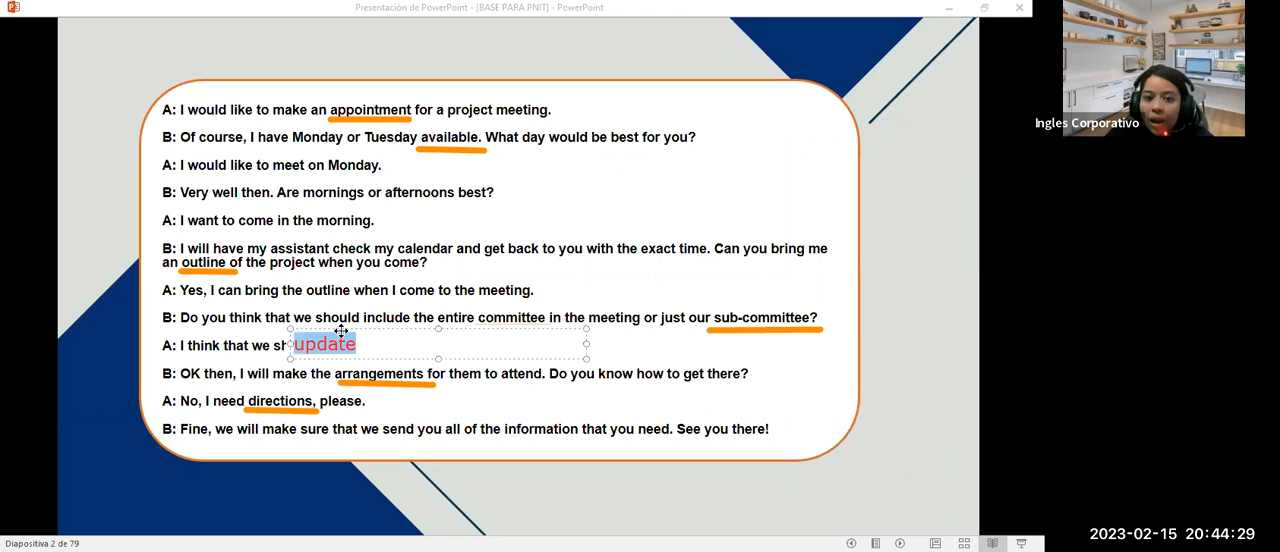 Presentación de PowerPoint - [BASE PARA PNIT] - PowerPoint
A: I would like to make an appointment for a project meeting.
B: Of course, I have Monday or Tuesday available. What day would be best for you?
A: I would like to meet on Monday.
B: Very well then. Are mornings or afternoons best?
A: I want to come in the morning.
B: I will have my assistant check my calendar and get back to you with the exact time. Can you bring me
an outline of the project when you come?
A: Yes, I can bring the outline when I come to the meeting.
B: Do you think that we should include the entire committee in the meeting or just our sub-committee?
A: I think that we sh
update
B: OK then, I will make the arrangements for them to attend. Do you know how to get there?
A: No, I need directions, please.
B: Fine, we will make sure that we send you all of the information that you need. See you there!
Ingles Corporativo
Diapositiva 2 de 79
2023-02-15 20:44:29